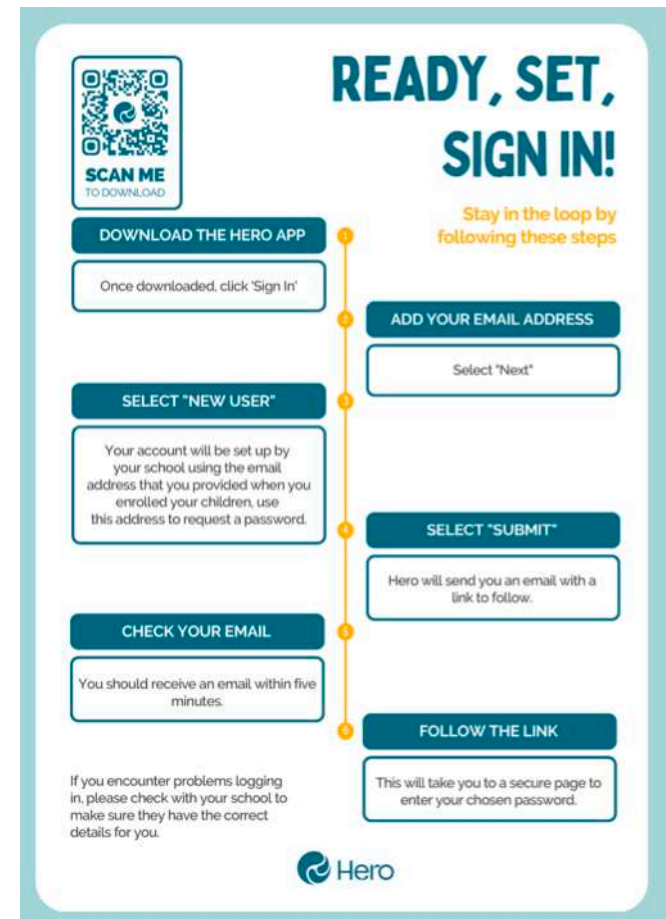 READY, SET,
SIGN IN!
SCAN ME
TO DOWNLOAD
Stay in the loop by
following these steps
1
DOWNLOAD THE HERO APP
Once downloaded, click 'Sign In'
2
ADD YOUR EMAIL ADDRESS
Select "Next"
3
SELECT "NEW USER"
Your account will be set up by
your school using the email
address that you provided when you
enrolled your children, use
this address to request a password.
4
SELECT "SUBMIT"
Hero will send you an email with a
link to follow.
5
CHECK YOUR EMAIL
You should receive an email within five
minutes.
6
FOLLOW THE LINK
This will take you to a secure page to
enter your chosen password.
If you encounter problems logging
in, please check with your school to
make sure they have the correct
details for you.
Hero